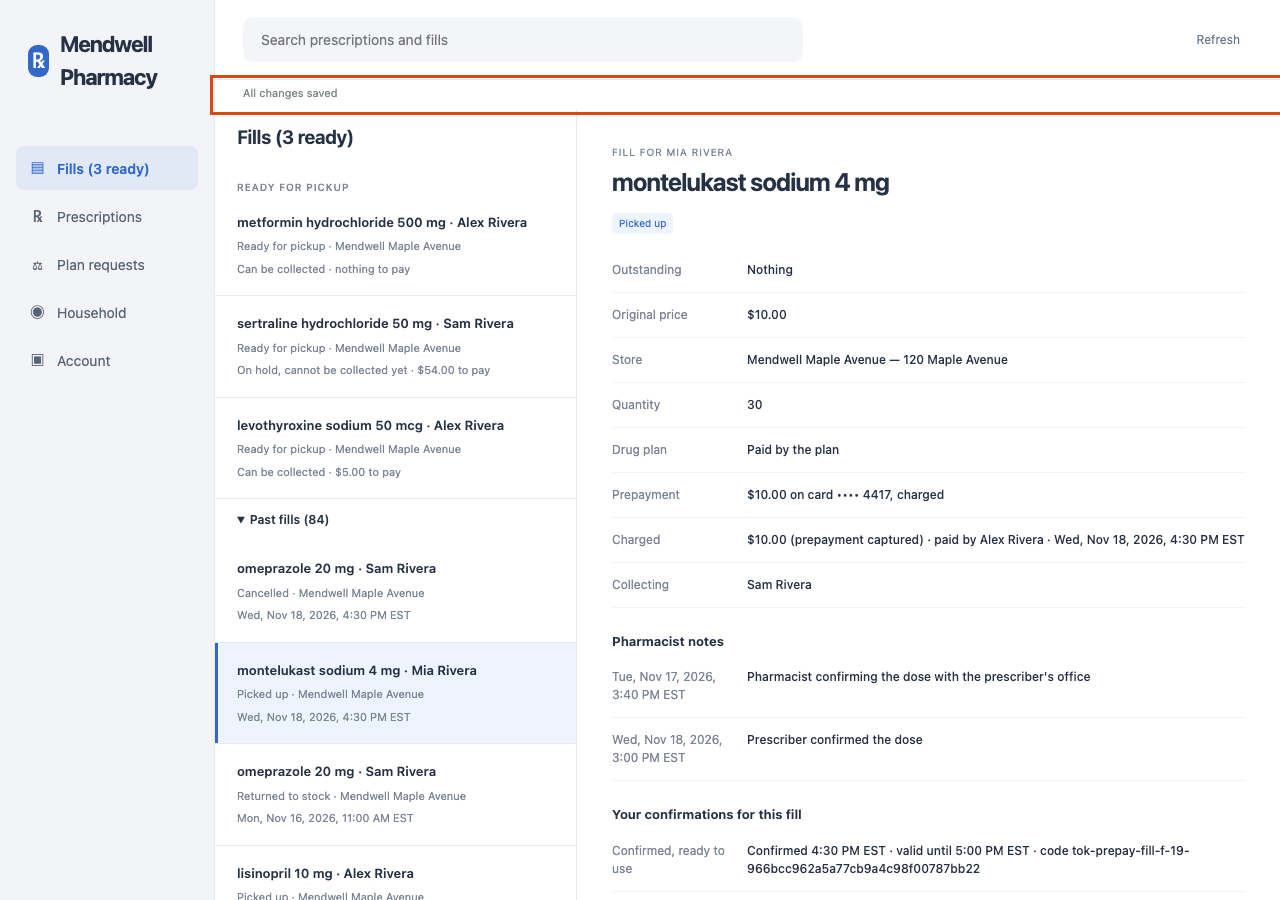 ℞
Mendwell
Pharmacy
Fills (3 ready)
℞ Prescriptions
Plan requests
Household
Account
Search prescriptions and fills
Refresh
All changes saved
Fills (3 ready)
READY FOR PICKUP
metformin hydrochloride 500 mg · Alex Rivera
Ready for pickup · Mendwell Maple Avenue
Can be collected · nothing to pay
sertraline hydrochloride 50 mg · Sam Rivera
Ready for pickup · Mendwell Maple Avenue
On hold, cannot be collected yet · $54.00 to pay
levothyroxine sodium 50 mcg · Alex Rivera
Ready for pickup · Mendwell Maple Avenue
Can be collected · $5.00 to pay
▼ Past fills (84)
omeprazole 20 mg · Sam Rivera
Cancelled · Mendwell Maple Avenue
Wed, Nov 18, 2026, 4:30 PM EST
montelukast sodium 4 mg · Mia Rivera
Picked up · Mendwell Maple Avenue
Wed, Nov 18, 2026, 4:30 PM EST
omeprazole 20 mg · Sam Rivera
Returned to stock · Mendwell Maple Avenue
Mon, Nov 16, 2026, 11:00 AM EST
lisinopril 10 mg · Alex Rivera
Picked up · Mendwell Maple Avenue
FILL FOR MIA RIVERA
montelukast sodium 4 mg
Picked up
Outstanding Nothing
Original price $10.00
Store Mendwell Maple Avenue — 120 Maple Avenue
Quantity 30
Drug plan Paid by the plan
Prepayment $10.00 on card •••• 4417, charged
Charged $10.00 (prepayment captured) · paid by Alex Rivera · Wed, Nov 18, 2026, 4:30 PM EST
Collecting Sam Rivera
Pharmacist notes
Tue, Nov 17, 2026, Pharmacist confirming the dose with the prescriber's office
3:40 PM EST
Wed, Nov 18, 2026, Prescriber confirmed the dose
3:00 PM EST
Your confirmations for this fill
Confirmed, ready to Confirmed 4:30 PM EST · valid until 5:00 PM EST · code tok-prepay-fill-f-19-
use 966bcc962a5a77cb9a4c98f00787bb22